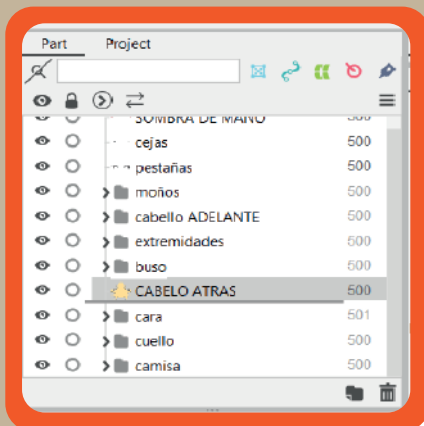 Part Project
SOMBRA DE MANO 500
cejas 500
pestañas 500
moños 500
cabello ADELANTE 500
extremidades 500
buso 500
CABELO ATRAS 500
cara 501
cuello 500
camisa 500